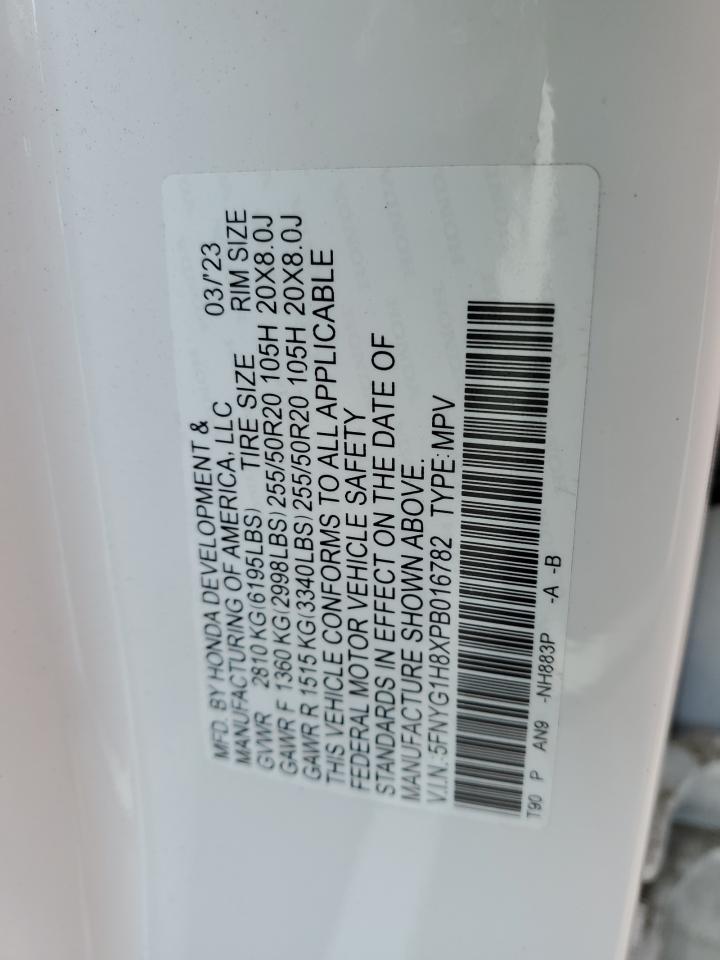 MFD. BY HONDA DEVELOPMENT &
MANUFACTURING OF AMERICA, LLC 03/'23
GVWR 2810 KG(6195LBS) TIRE SIZE RIM SIZE
GAWR F 1360 KG(2998LBS) 255/50R20 105H 20X8.0J
GAWR R 1515 KG(3340LBS) 255/50R20 105H 20X8.0J
THIS VEHICLE CONFORMS TO ALL APPLICABLE
FEDERAL MOTOR VEHICLE SAFETY
STANDARDS IN EFFECT ON THE DATE OF
MANUFACTURE SHOWN ABOVE.
V.I.N.:5FNYG1H8XPB016782 TYPE:MPV
T90 P AN9 -NH883P -A -B